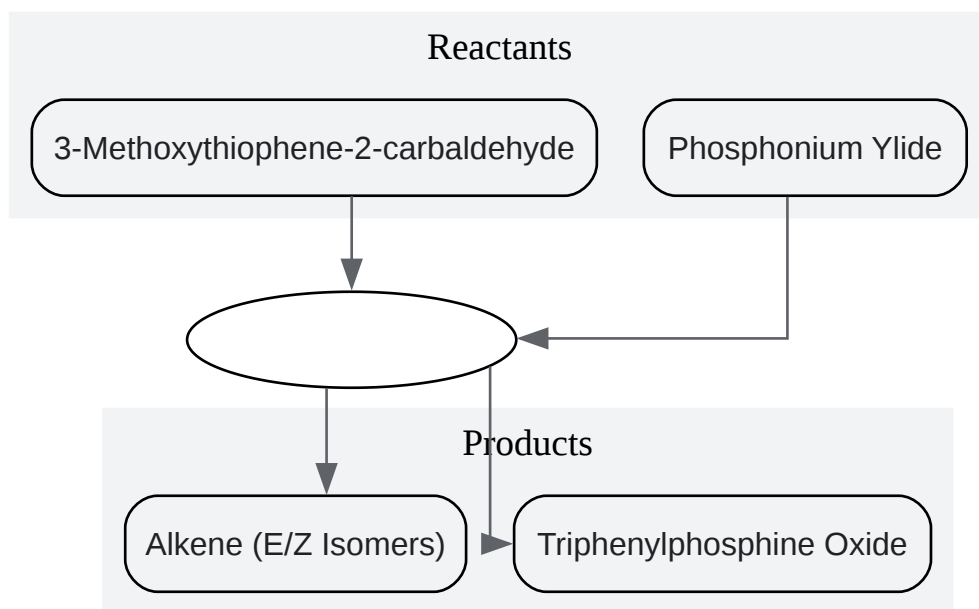 Reactants
3-Methoxythiophene-2-carbaldehyde
Phosphonium Ylide
Products
Alkene (E/Z Isomers)
Triphenylphosphine Oxide